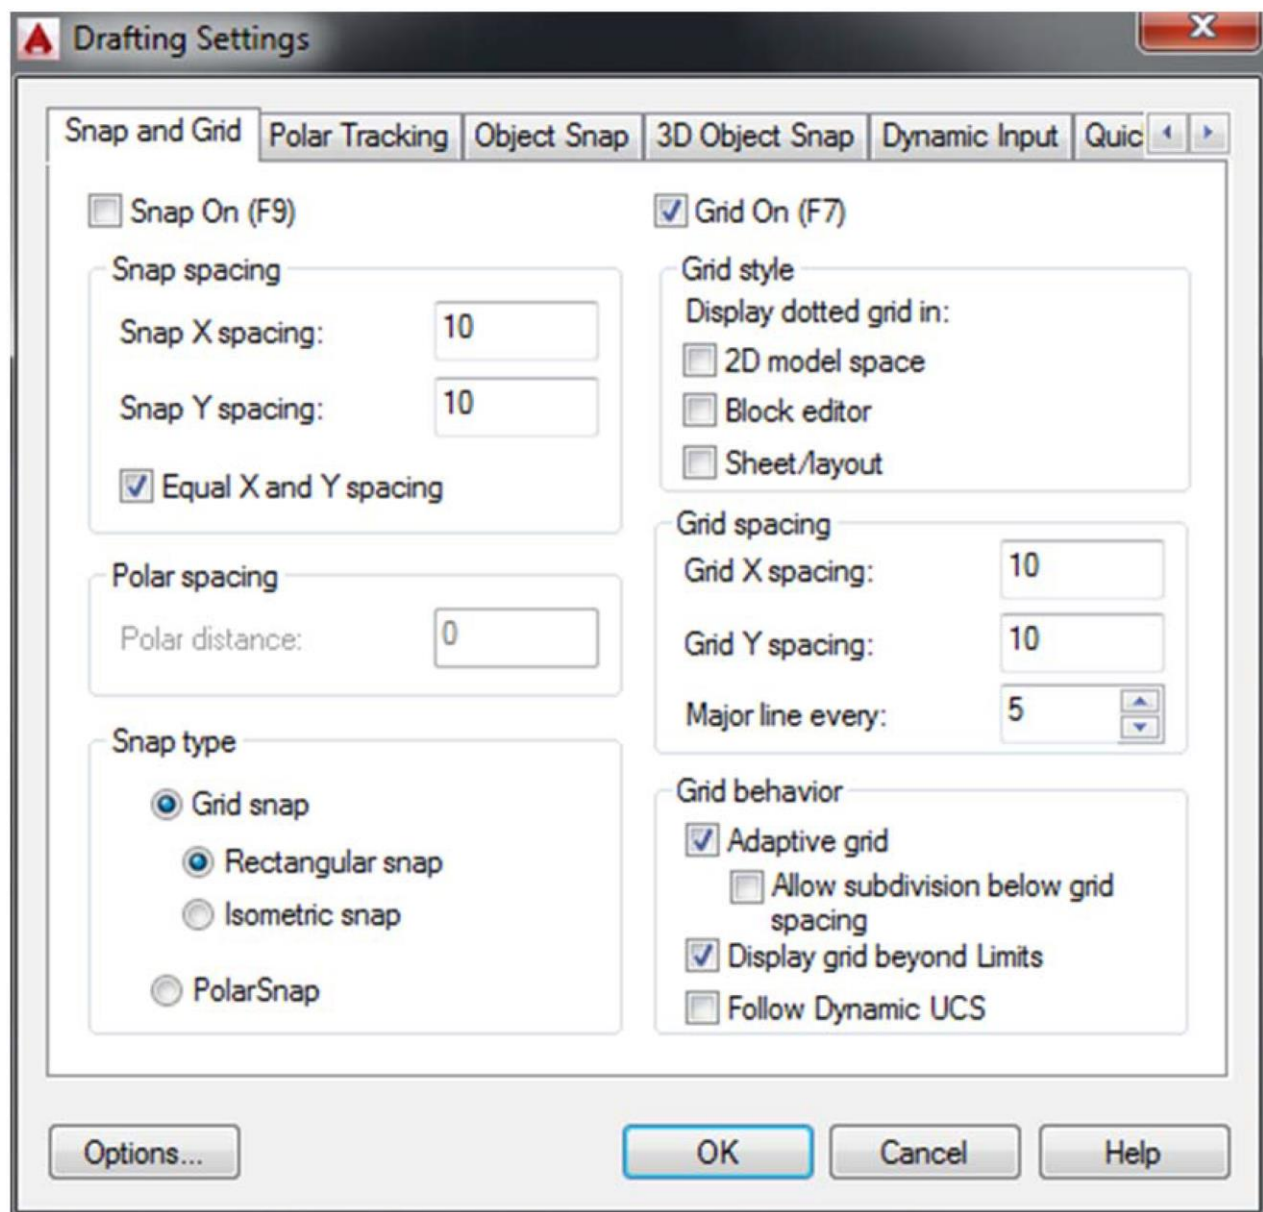 Drafting Settings
Snap and Grid
Polar Tracking
Object Snap
3D Object Snap
Dynamic Input
Quic
Snap On (F9)
Snap spacing
Snap X spacing: 10
Snap Y spacing: 10
Equal X and Y spacing
Polar spacing
Polar distance: 0
Snap type
Grid snap
Rectangular snap
Isometric snap
PolarSnap
Grid On (F7)
Grid style
Display dotted grid in:
2D model space
Block editor
Sheet/layout
Grid spacing
Grid X spacing: 10
Grid Y spacing: 10
Major line every: 5
Grid behavior
Adaptive grid
Allow subdivision below grid
spacing
Display grid beyond Limits
Follow Dynamic UCS
Options...
OK
Cancel
Help